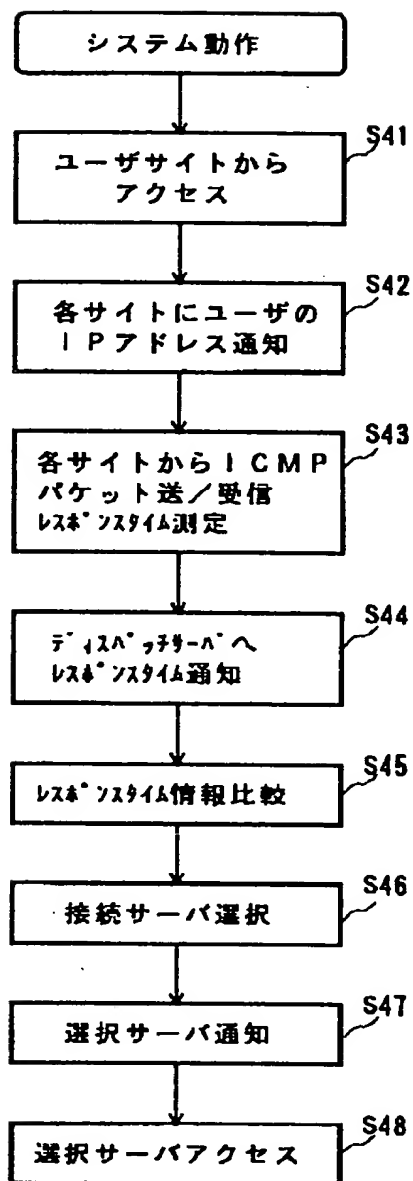 システム動作
S41
ユーザサイトから
アクセス
S42
各サイトにユーザの
IPアドレス通知
S43
各サイトからICMP
パケット送/受信
レスポンスタイム測定
S44
ディスパッチサーバへ
レスポンスタイム通知
S45
レスポンスタイム情報比較
S46
接続サーバ選択
S47
選択サーバ通知
S48
選択サーバアクセス